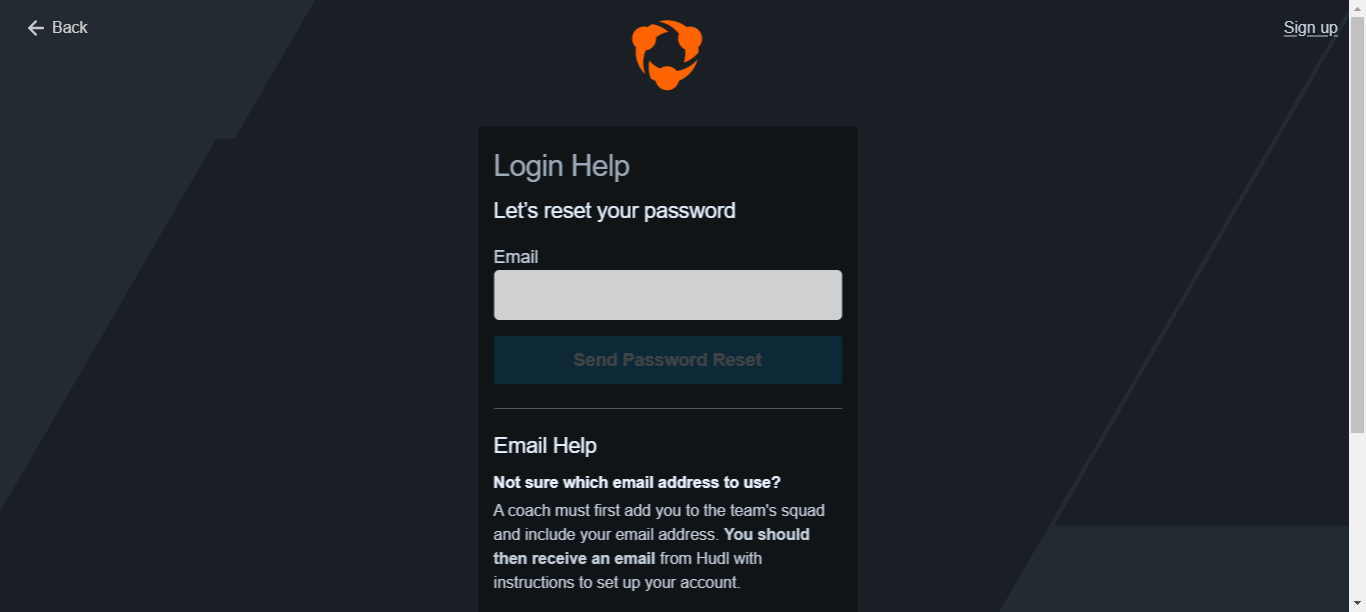 Back
Sign up
Login Help
Let’s reset your password
Email
Send Password Reset
Email Help
Not sure which email address to use?
A coach must first add you to the team's squad
and include your email address. You should
then receive an email from Hudl with
instructions to set up your account.